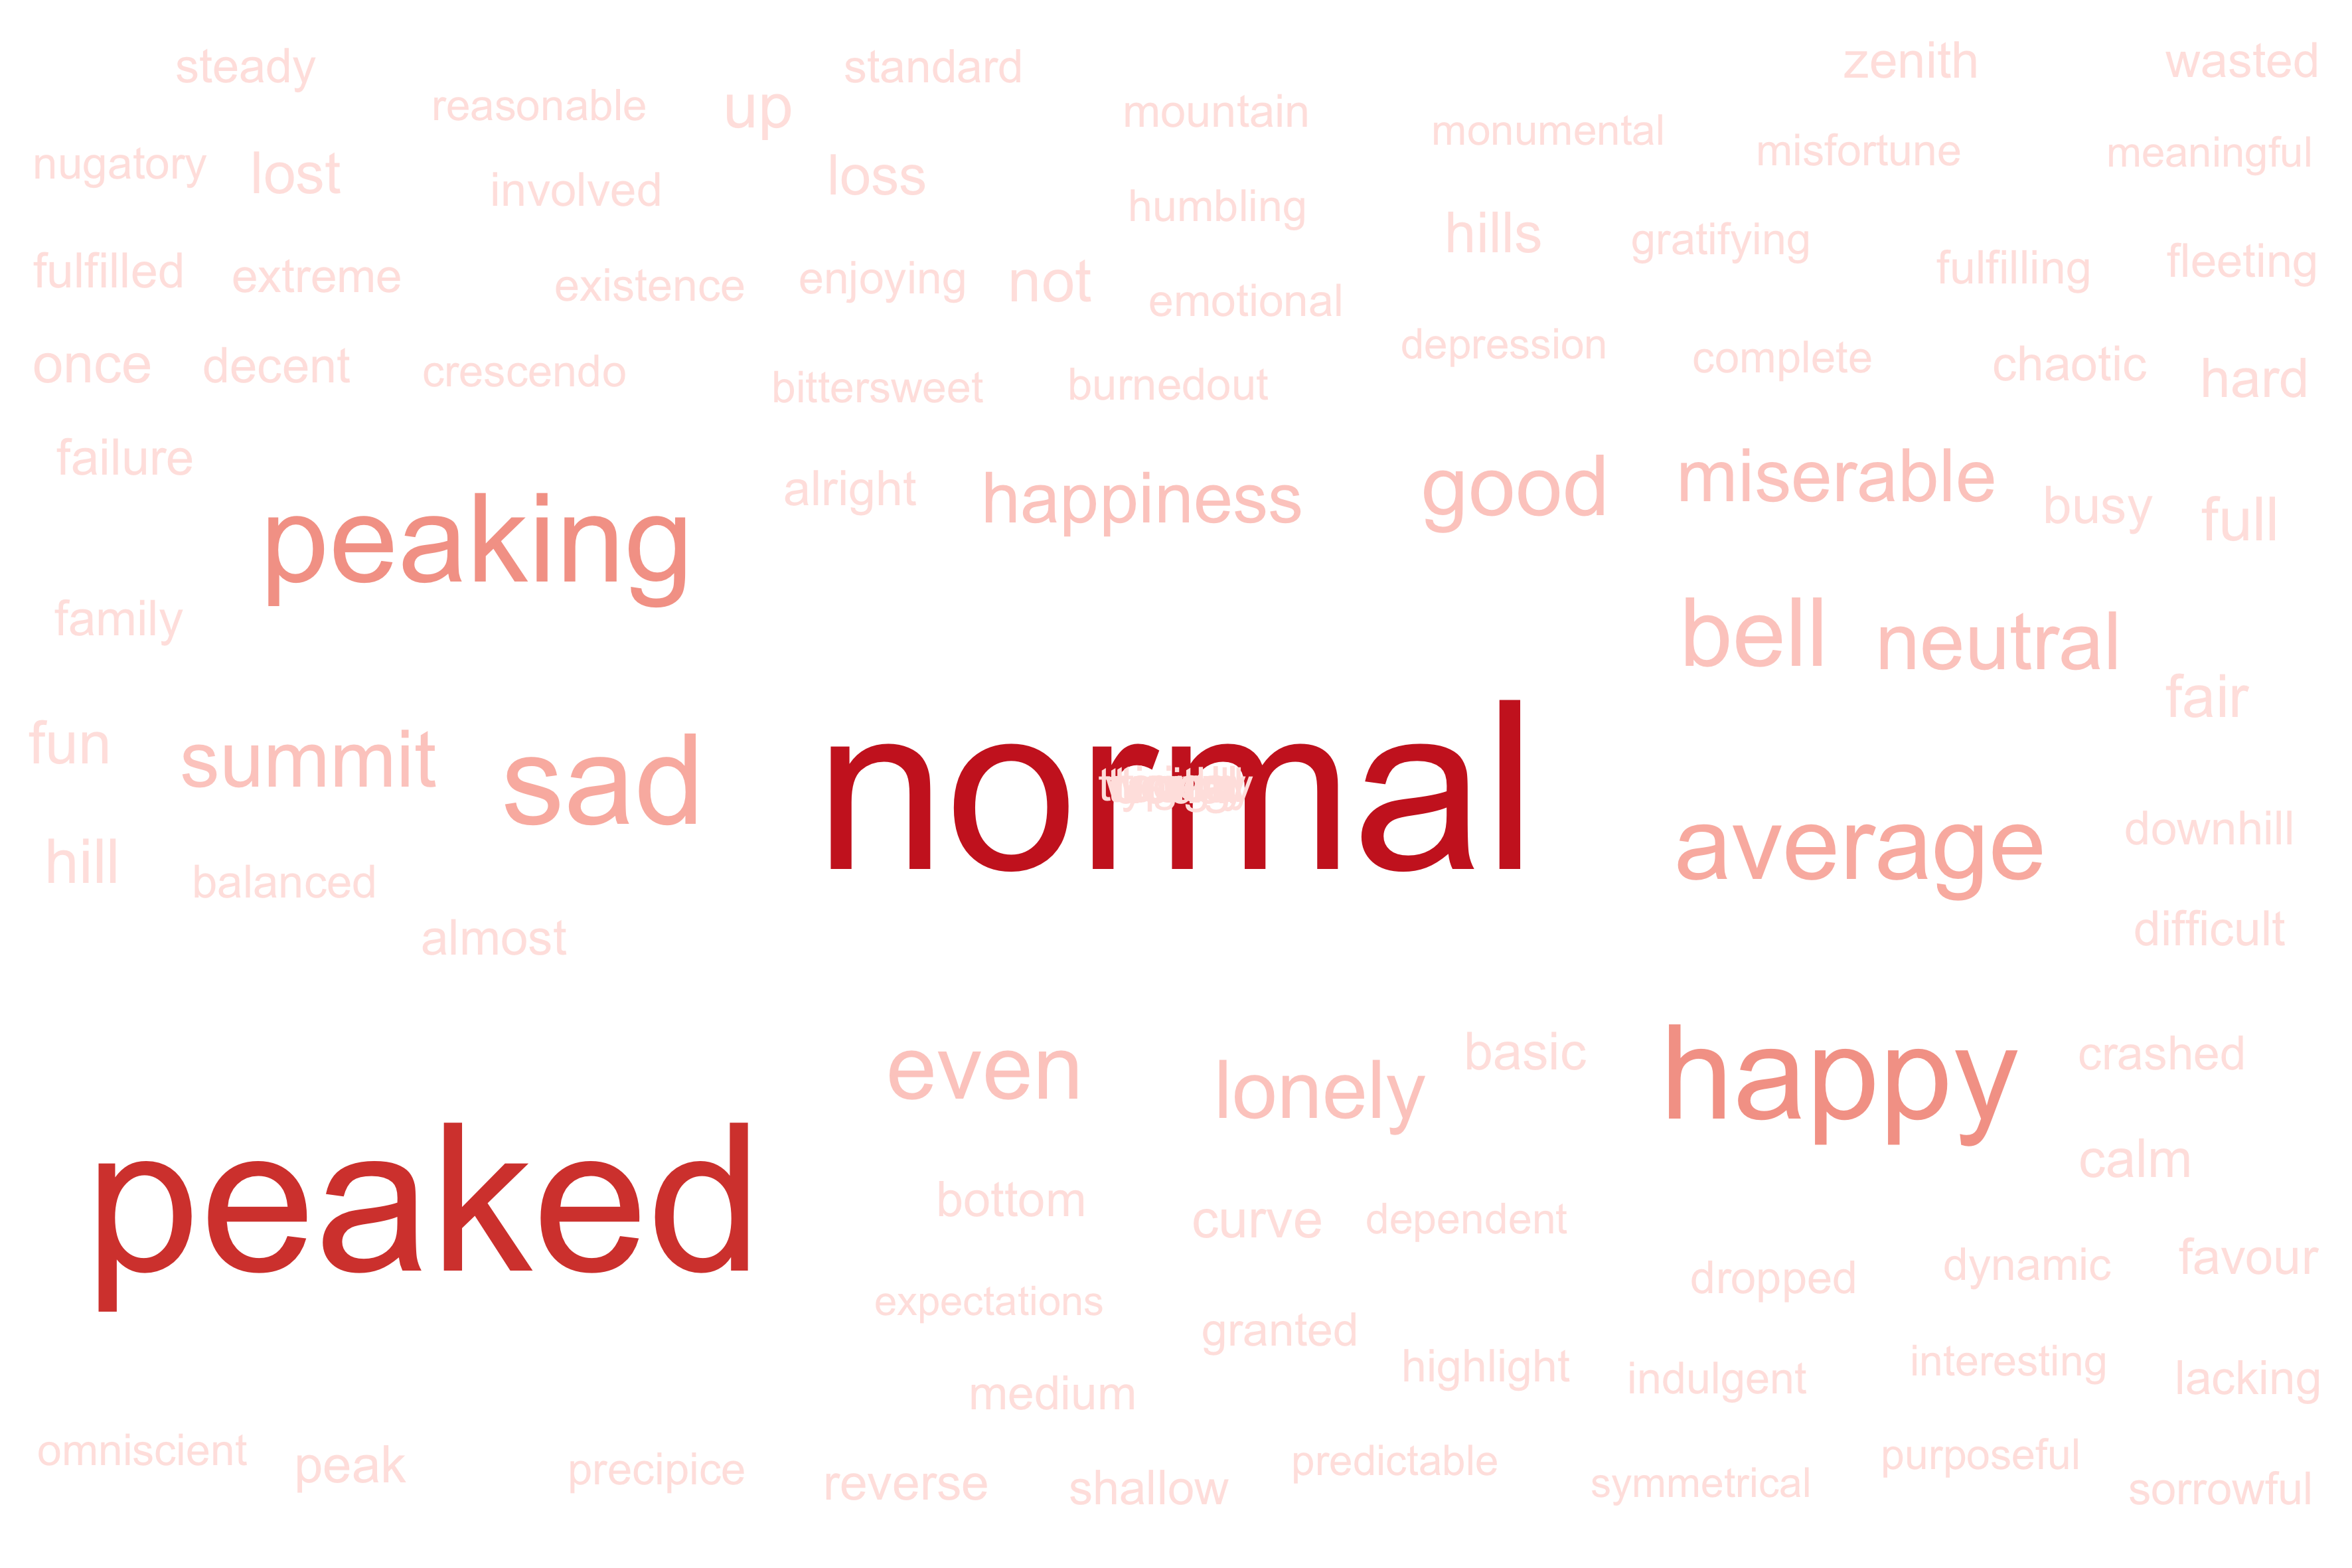 steady
standard
zenith
wasted
reasonable
up
mountain
monumental
misfortune
meaningful
nugatory
lost
involved
loss
humbling
hills
gratifying
fulfilled
extreme
existence
enjoying
not
emotional
fulfilling
fleeting
once
decent
crescendo
bittersweet
burnedout
depression
complete
chaotic
hard
failure
peaking
alright
happiness
good
miserable
busy
full
family
bell
neutral
fair
fun
summit
sad
normal
average
downhill
hill
balanced
almost
difficult
even
lonely
basic
happy
crashed
peaked
calm
bottom
curve
dependent
expectations
granted
dropped
dynamic
favour
medium
highlight
indulgent
interesting
lacking
omniscient
peak
precipice
reverse
shallow
predictable
symmetrical
purposeful
sorrowful